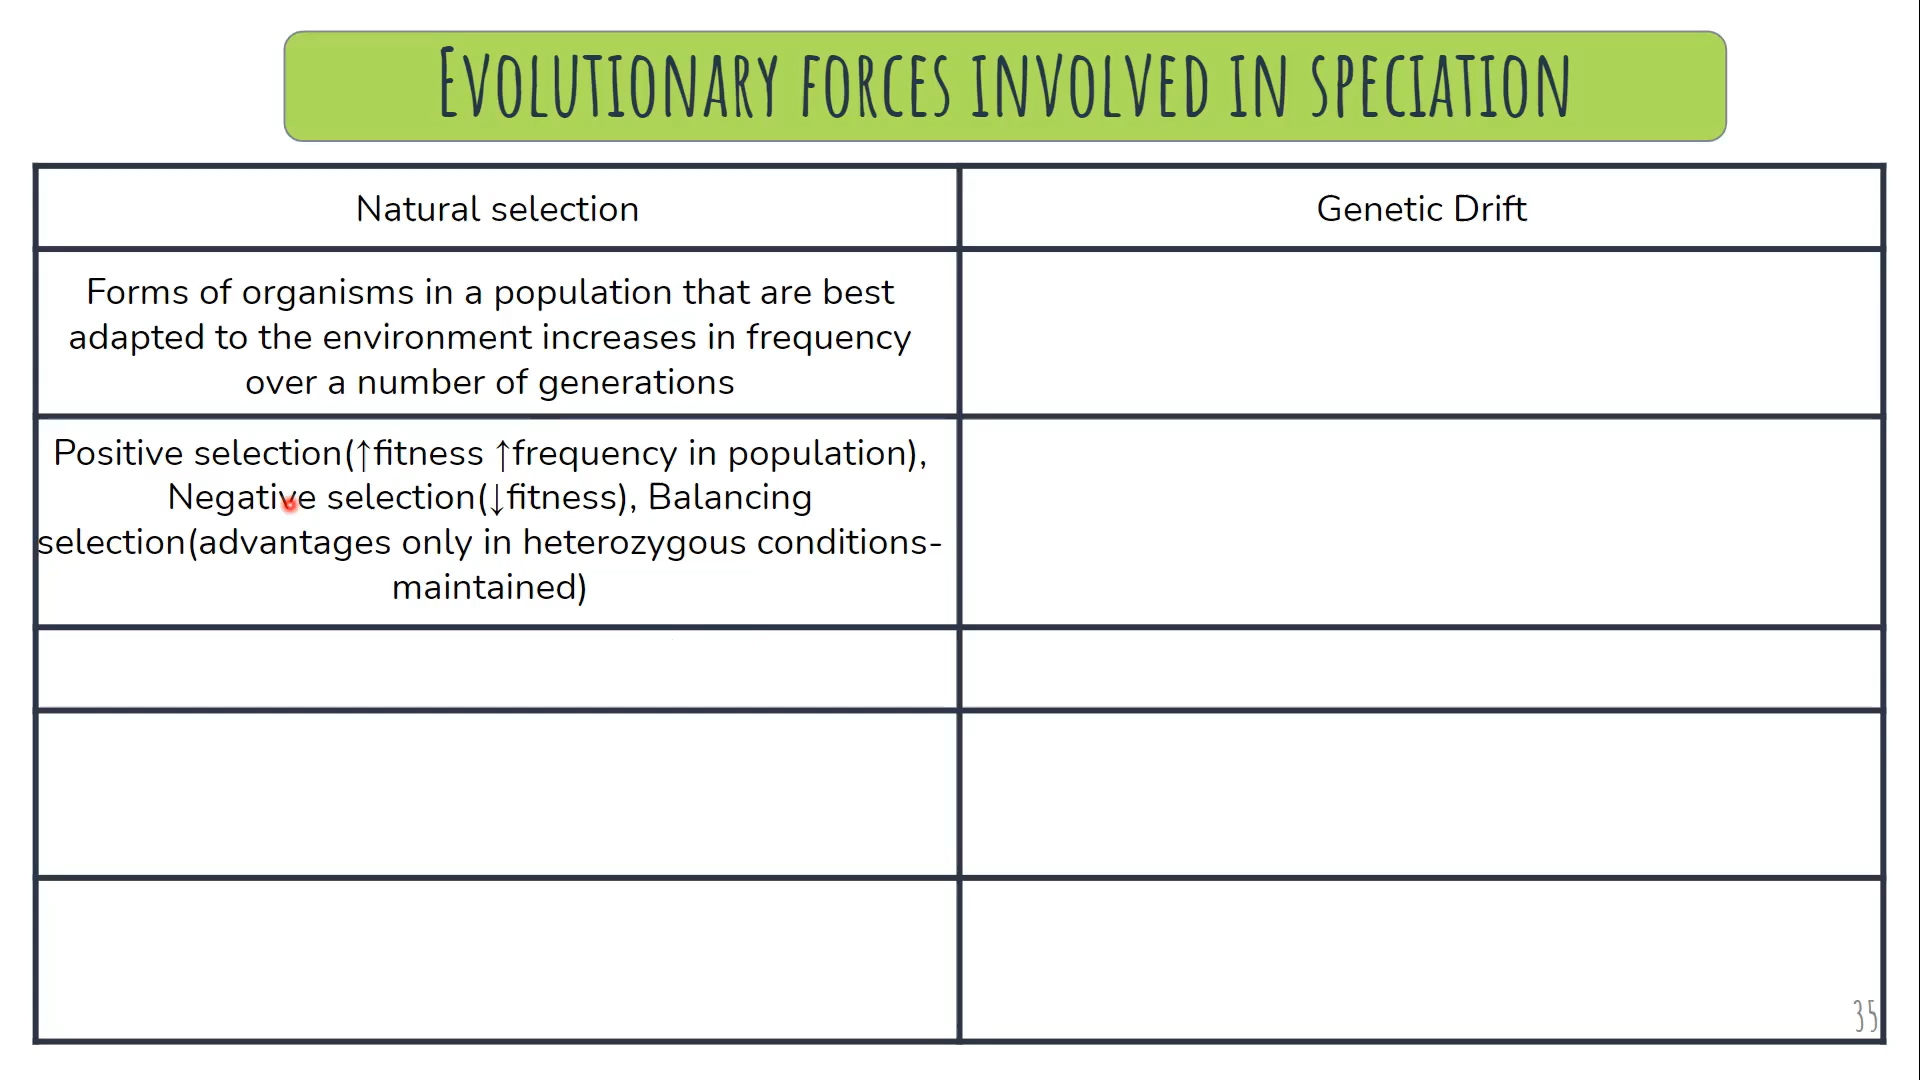 Evolutionary forces involved in speciation
Natural selection
Genetic Drift
Forms of organisms in a population that are best
adapted to the environment increases in frequency
over a number of generations
Positive selection(↑fitness ↑frequency in population),
Negative selection(↓fitness), Balancing
selection(advantages only in heterozygous conditions-
maintained)
35